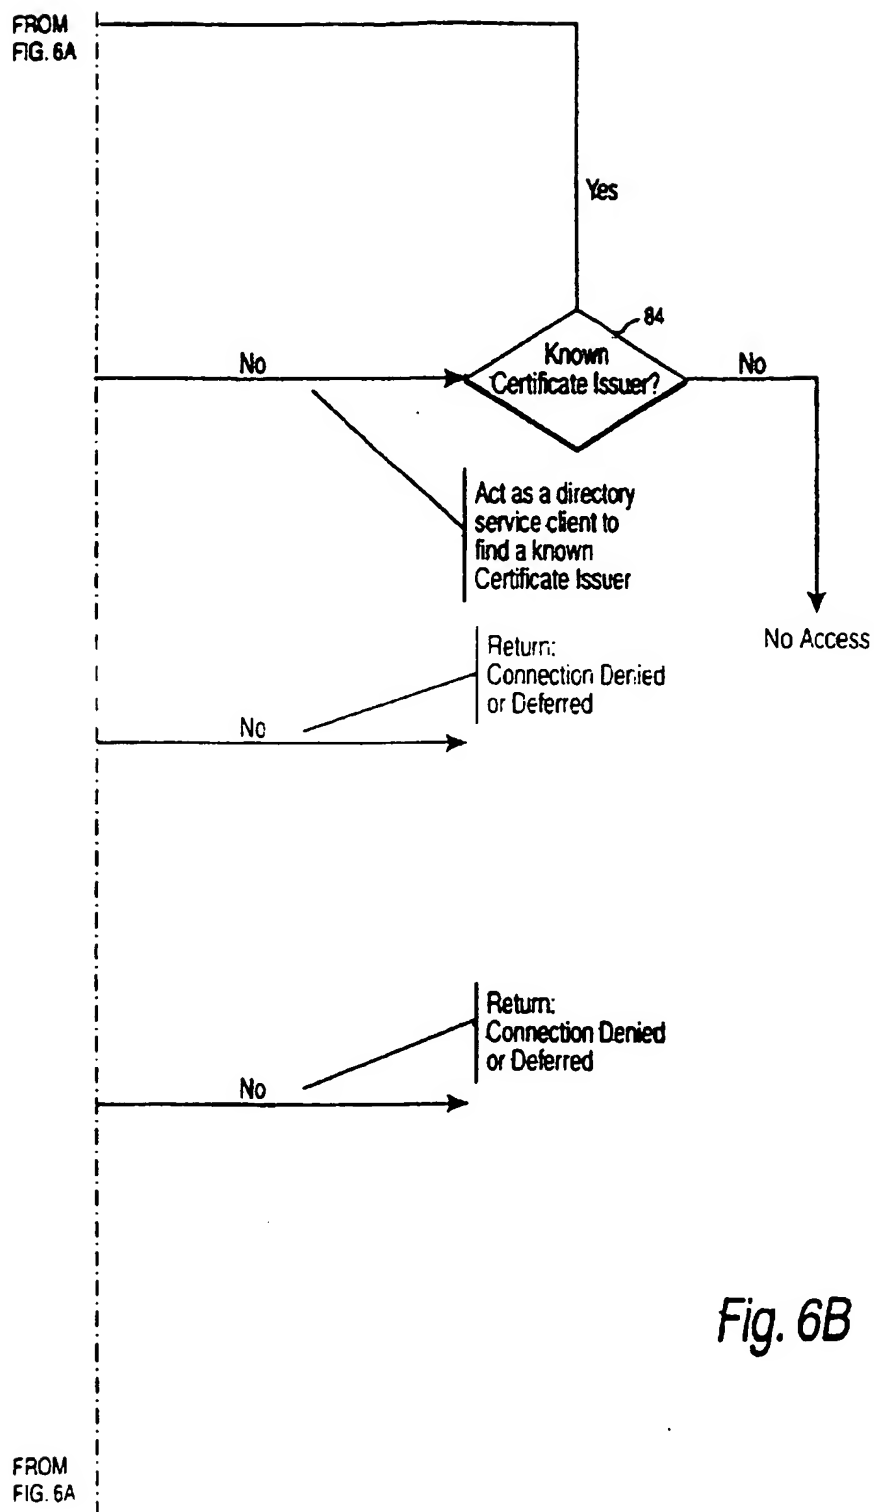 FROM
FIG. 6A
Yes
84
No
Known
Certificate Issuer?
No
Act as a directory
service client to
find a known
Certificate Issuer
No Access
Return:
Connection Denied
or Deferred
No
Return:
Connection Denied
or Deferred
No
Fig. 6B
FROM
FIG. 6A